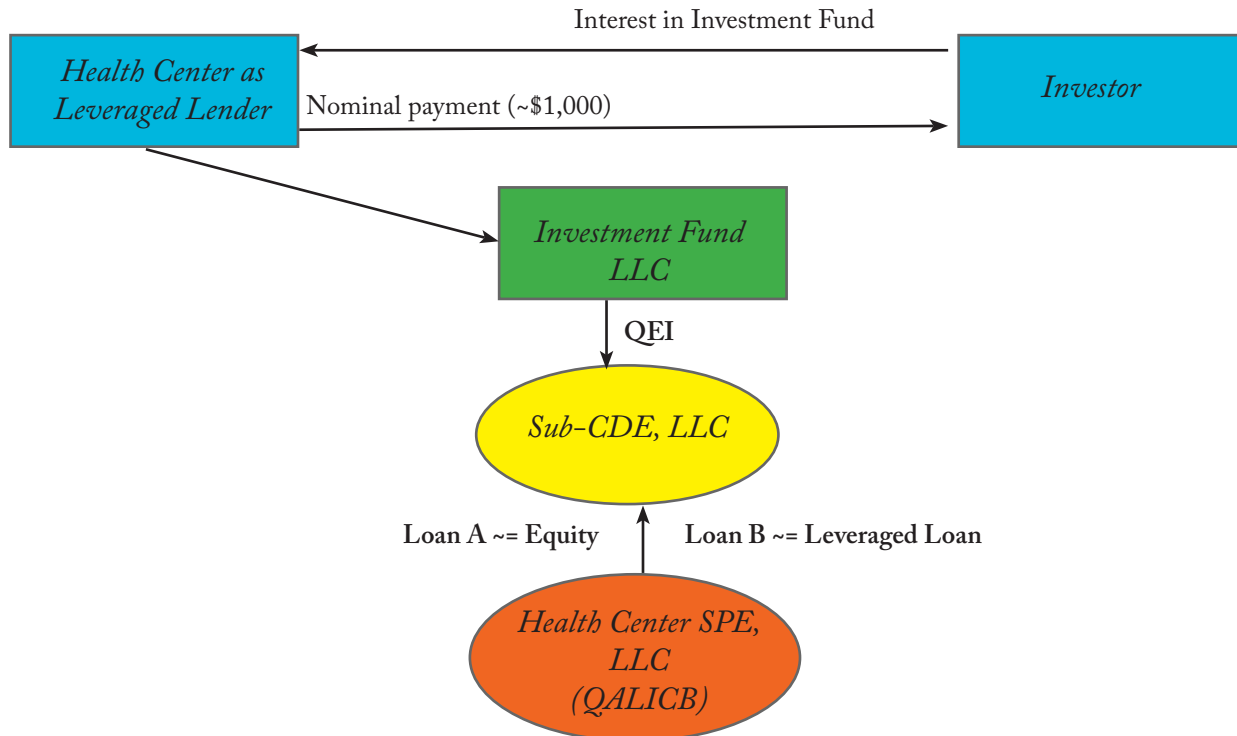 Interest in Investment Fund
Health Center as
Leveraged Lender
Investor
Nominal payment (~$1,000)
Investment Fund
LLC
QEI
Sub-CDE, LLC
Loan A ~= Equity
Loan B ~= Leveraged Loan
Health Center SPE,
LLC
(QALICB)